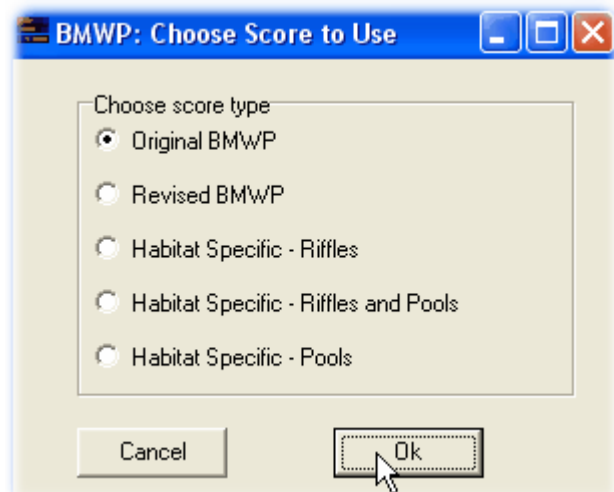 BMWP: Choose Score to Use
Choose score type
Original BMWP
Revised BMWP
Habitat Specific - Riffles
Habitat Specific - Riffles and Pools
Habitat Specific - Pools
Cancel
Ok